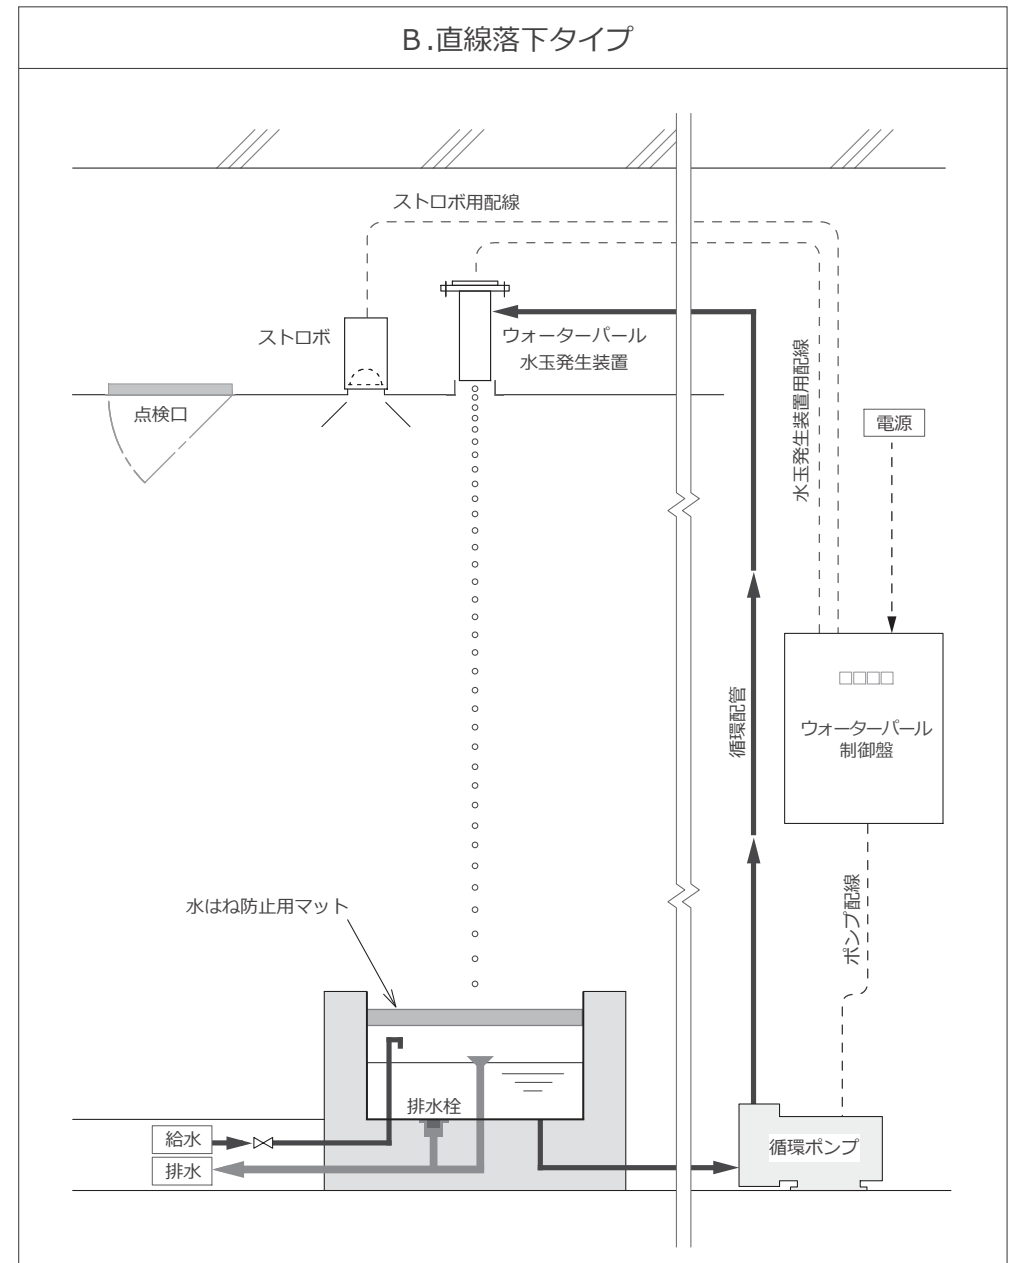 B.直線落下タイプ
ストロボ用配線
ストロボ
ウォーターパール
水玉発生装置
点検口
水玉発生装置用配線
電源
循環配管
□□□□
ウォーターパール
制御盤
ポンプ配線
水はね防止用マット
排水栓
給水
排水
循環ポンプ